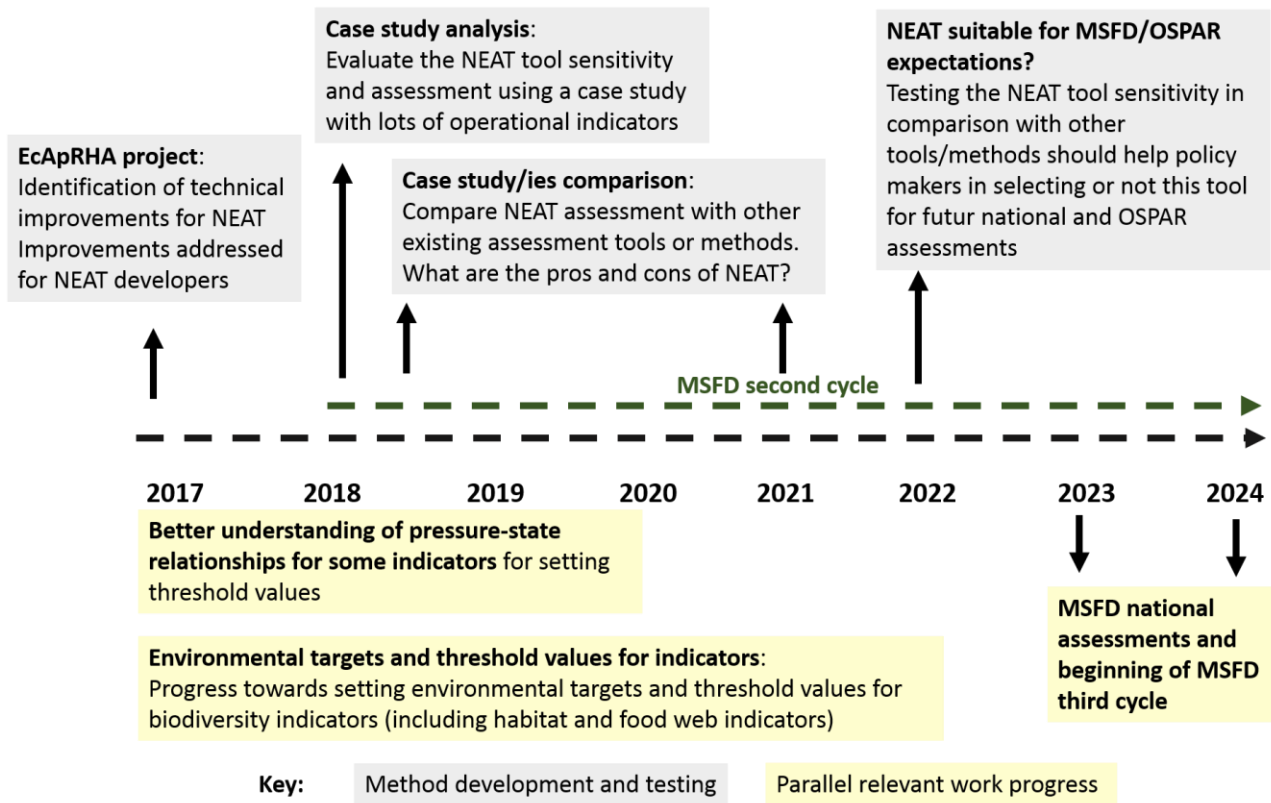 Case study analysis:
Evaluate the NEAT tool sensitivity
and assessment using a case study
with lots of operational indicators
NEAT suitable for MSFD/OSPAR
expectations?
Testing the NEAT tool sensitivity in
comparison with other
tools/methods should help policy
makers in selecting or not this tool
for futur national and OSPAR
assessments
EcApRHA project:
Identification of technical
improvements for NEAT
Improvements addressed
for NEAT developers
Case study/ies comparison:
Compare NEAT assessment with other
existing assessment tools or methods.
What are the pros and cons of NEAT?
MSFD second cycle
2017 2018 2019 2020 2021 2022 2023 2024
Better understanding of pressure-state
relationships for some indicators for setting
threshold values
Environmental targets and threshold values for indicators:
Progress towards setting environmental targets and threshold values for
biodiversity indicators (including habitat and food web indicators)
MSFD national
assessments and
beginning of MSFD
third cycle
Key: Method development and testing Parallel relevant work progress